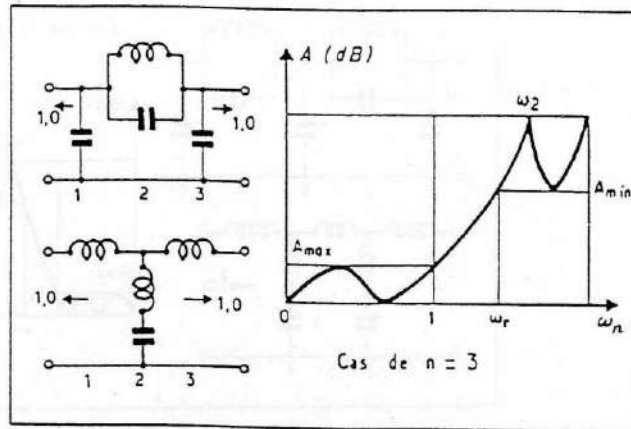 1,0
1,0
1 2 3
1,0
1,0
1 2 3
A (dB)
ω2
Amin
Amax
0 1 ωr ωn
Cas de n = 3